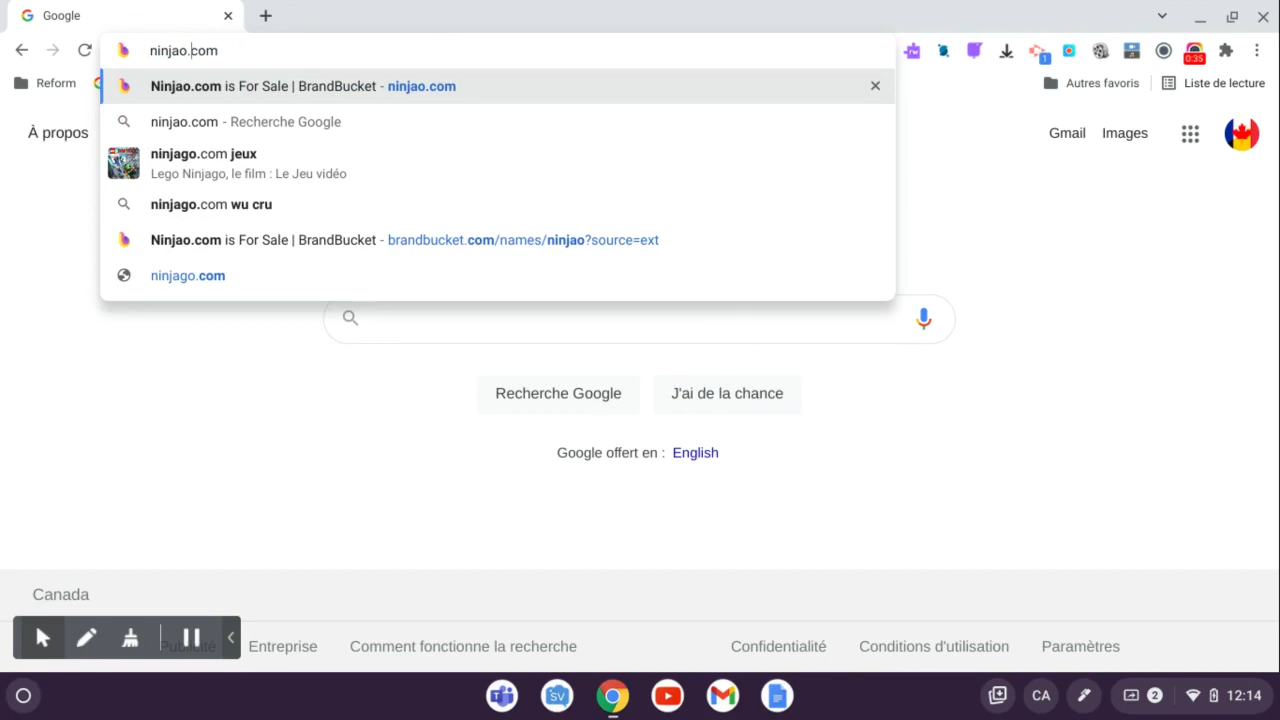 Google
ninjao.com
1
0:35
Reform
Autres favoris
Liste de lecture
Ninjao.com is For Sale | BrandBucket - ninjao.com
ninjao.com - Recherche Google
ninjago.com jeux
Lego Ninjago, le film : Le Jeu vidéo
ninjago.com wu cru
Ninjao.com is For Sale | BrandBucket - brandbucket.com/names/ninjao?source=ext
ninjago.com
À propos
Gmail
Images
Recherche Google
J'ai de la chance
Google offert en : English
Canada
Publicité
Entreprise
Comment fonctionne la recherche
Confidentialité
Conditions d'utilisation
Paramètres
SV
CA
2
12:14